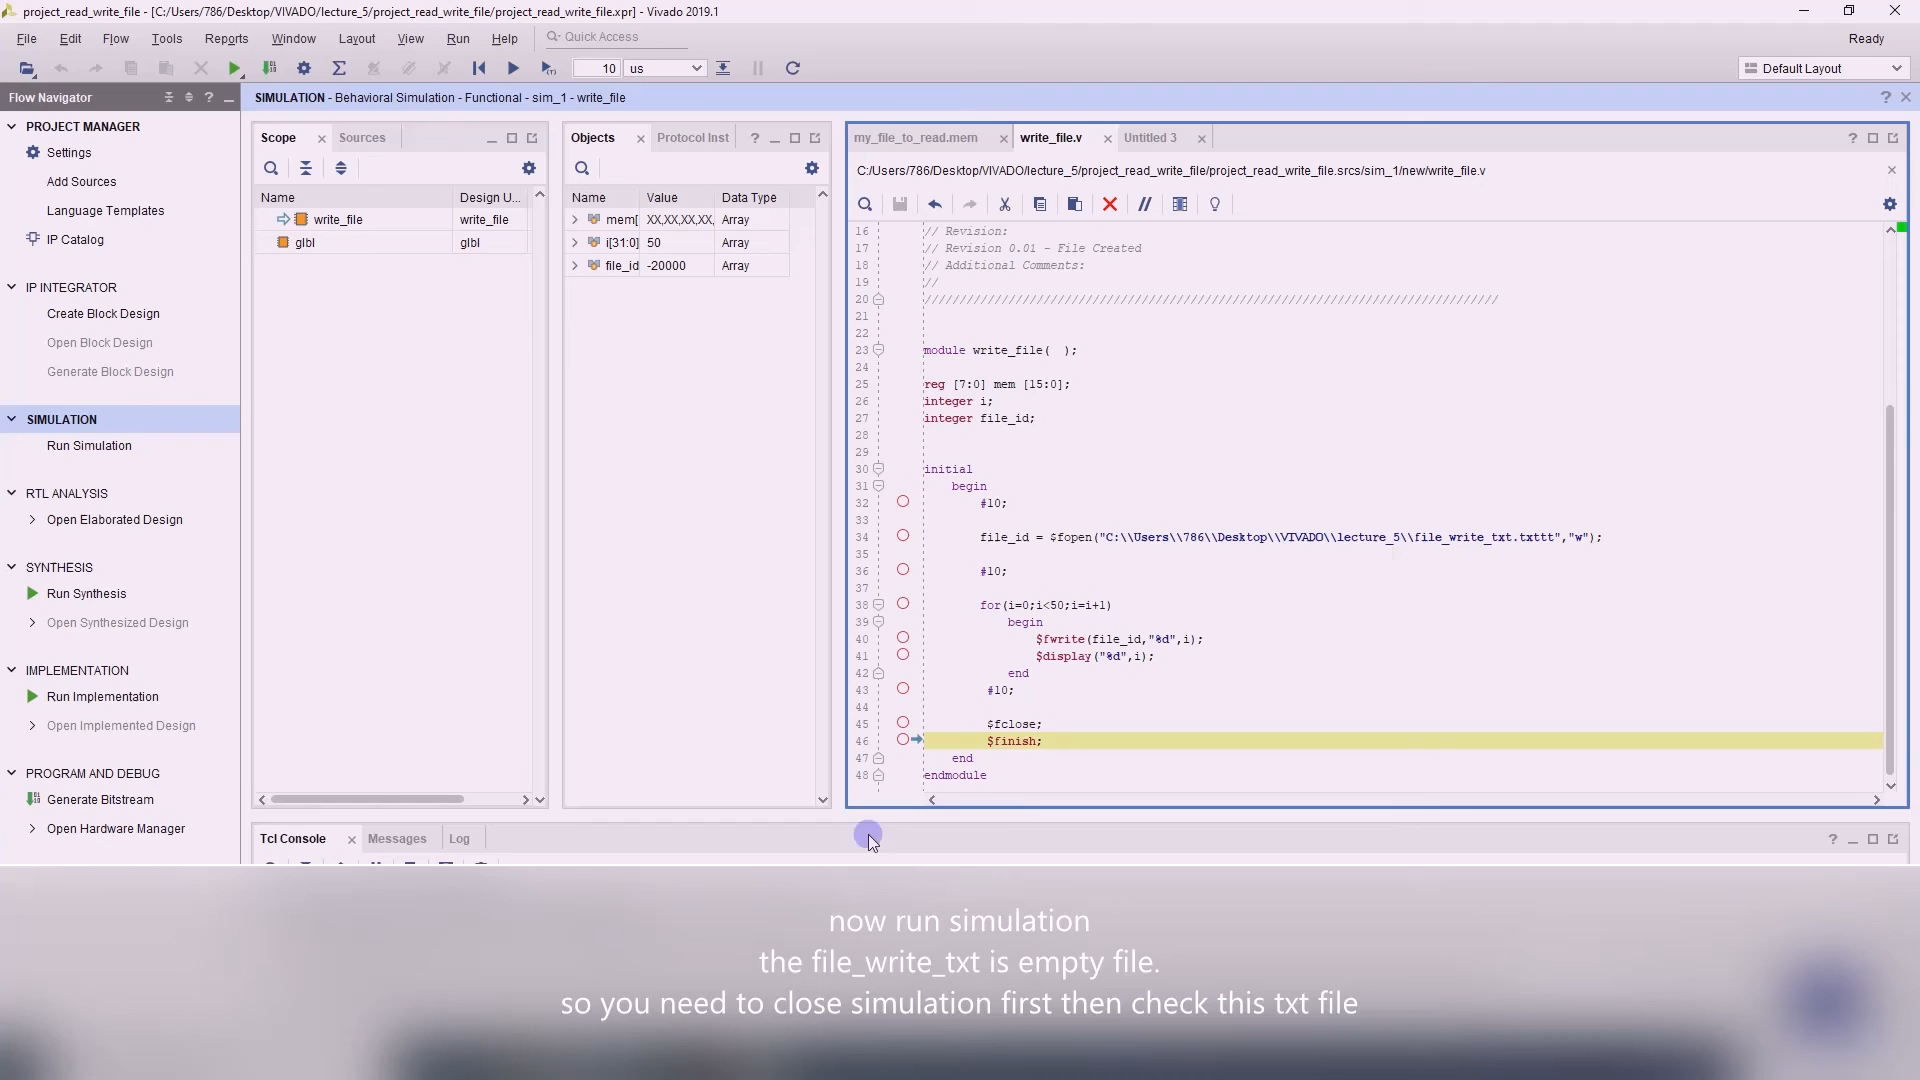 project_read_write_file - [C:/Users/786/Desktop/VIVADO/lecture_5/project_read_write_file/project_read_write_file.xpr] - Vivado 2019.1
File Edit Flow Tools Reports Window Layout View Run Help Quick Access Ready
10 us Default Layout
Flow Navigator ? SIMULATION - Behavioral Simulation - Functional - sim_1 - write_file ?
PROJECT MANAGER
Settings
Add Sources
Language Templates
IP Catalog
IP INTEGRATOR
Create Block Design
Open Block Design
Generate Block Design
SIMULATION
Run Simulation
RTL ANALYSIS
Open Elaborated Design
SYNTHESIS
Run Synthesis
Open Synthesized Design
IMPLEMENTATION
Run Implementation
Open Implemented Design
PROGRAM AND DEBUG
Generate Bitstream
Open Hardware Manager
Scope Sources
Name Design U...
write_file write_file
glbl glbl
Objects Protocol Inst ?
Name Value Data Type
mem[ XX,XX,XX,XX, Array
i[31:0] 50 Array
file_id -20000 Array
my_file_to_read.mem write_file.v Untitled 3 ?
C:/Users/786/Desktop/VIVADO/lecture_5/project_read_write_file/project_read_write_file.srcs/sim_1/new/write_file.v
16 // Revision:
17 // Revision 0.01 - File Created
18 // Additional Comments:
19 //
20 //////////////////////////////////////////////////////////////////////////////////
21
22
23 module write_file(  );
24
25 reg [7:0] mem [15:0];
26 integer i;
27 integer file_id;
28
29
30 initial
31 begin
32 #10;
33
34 file_id = $fopen("C:\\Users\\786\\Desktop\\VIVADO\\lecture_5\\file_write_txt.txttt","w");
35
36 #10;
37
38 for(i=0;i<50;i=i+1)
39 begin
40 $fwrite(file_id,"%d",i);
41 $display("%d",i);
42 end
43 #10;
44
45 $fclose;
46 $finish;
47 end
48 endmodule
Tcl Console Messages Log ?
now run simulation
the file_write_txt is empty file.
so you need to close simulation first then check this txt file